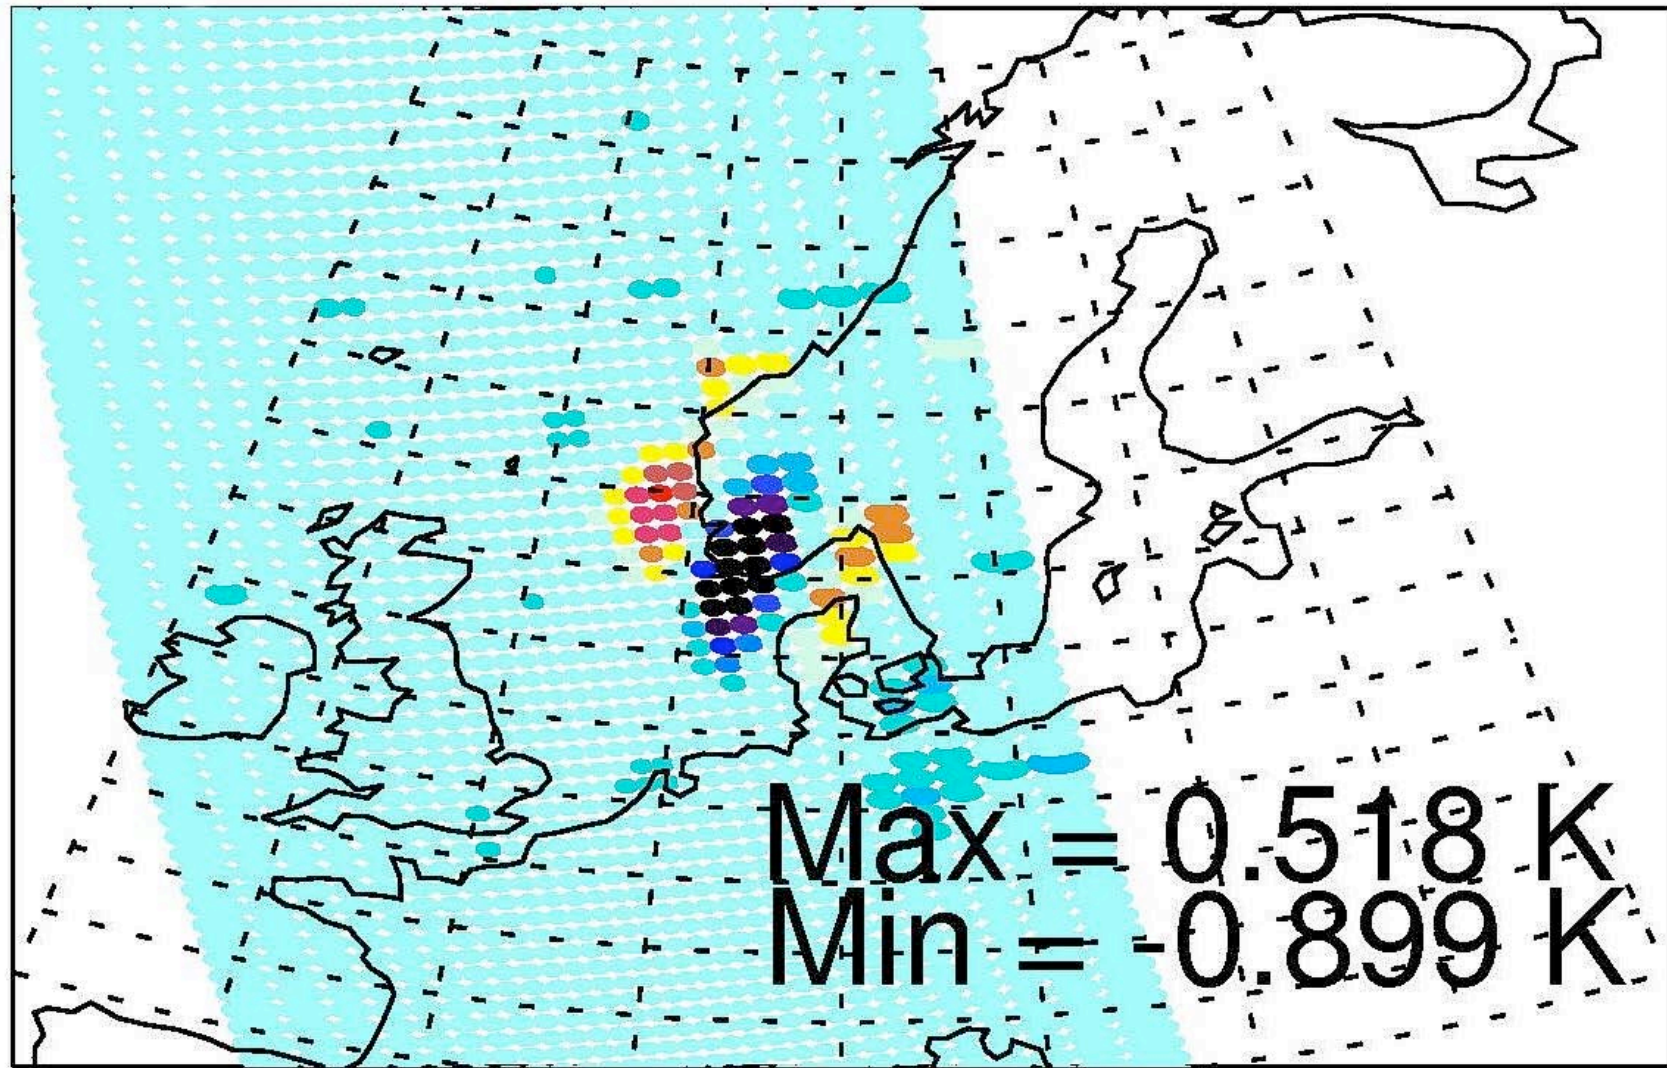 Max = 0.518 K
Min = -0.899 K